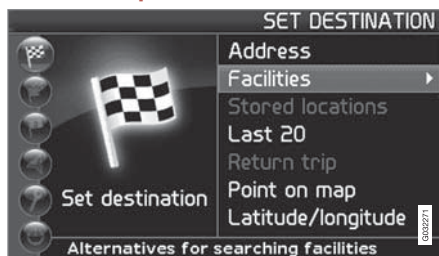 SET DESTINATION
Address
Facilities
Stored locations
Last 20
Return trip
Point on map
Latitude/longitude
Set destination
Alternatives for searching facilities
G032271